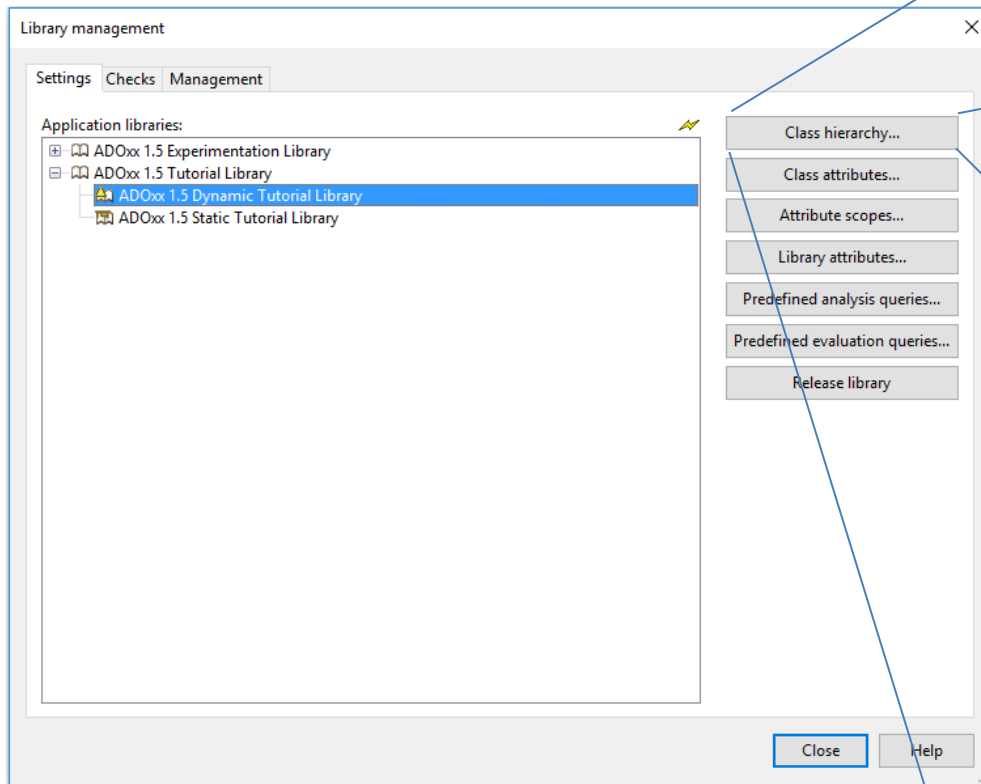 Library management
Settings Checks Management
Application libraries:
ADOxx 1.5 Experimentation Library
ADOxx 1.5 Tutorial Library
ADOxx 1.5 Dynamic Tutorial Library
ADOxx 1.5 Static Tutorial Library
Class hierarchy...
Class attributes...
Attribute scopes...
Library attributes...
Predefined analysis queries...
Predefined evaluation queries...
Release library
Close Help